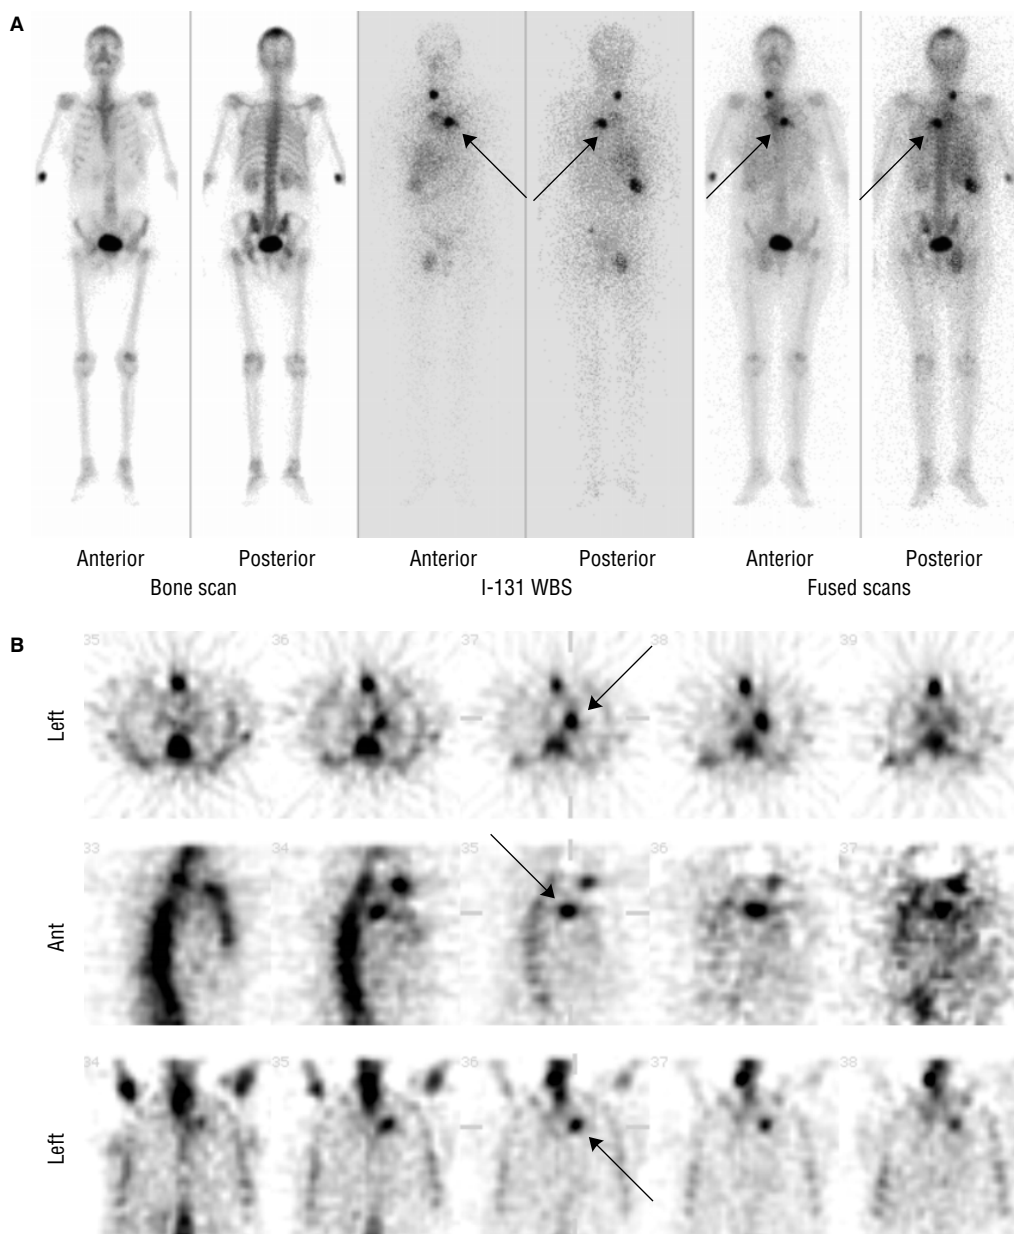 A
Anterior Posterior Anterior Posterior Anterior Posterior
Bone scan I-131 WBS Fused scans
B
35 36 37 38 39
Left
33 34 35 36 37
Ant
34 35 36 37 38
Left